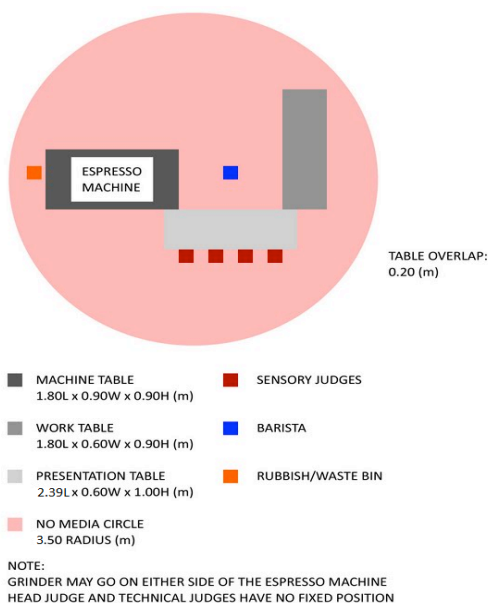 ESPRESSO
MACHINE
TABLE OVERLAP:
0.20 (m)
MACHINE TABLE
1.80L x 0.90W x 0.90H (m)
SENSORY JUDGES
WORK TABLE
1.80L x 0.60W x 0.90H (m)
BARISTA
PRESENTATION TABLE
2.39L x 0.60W x 1.00H (m)
RUBBISH/WASTE BIN
NO MEDIA CIRCLE
3.50 RADIUS (m)
NOTE:
GRINDER MAY GO ON EITHER SIDE OF THE ESPRESSO MACHINE
HEAD JUDGE AND TECHNICAL JUDGES HAVE NO FIXED POSITION